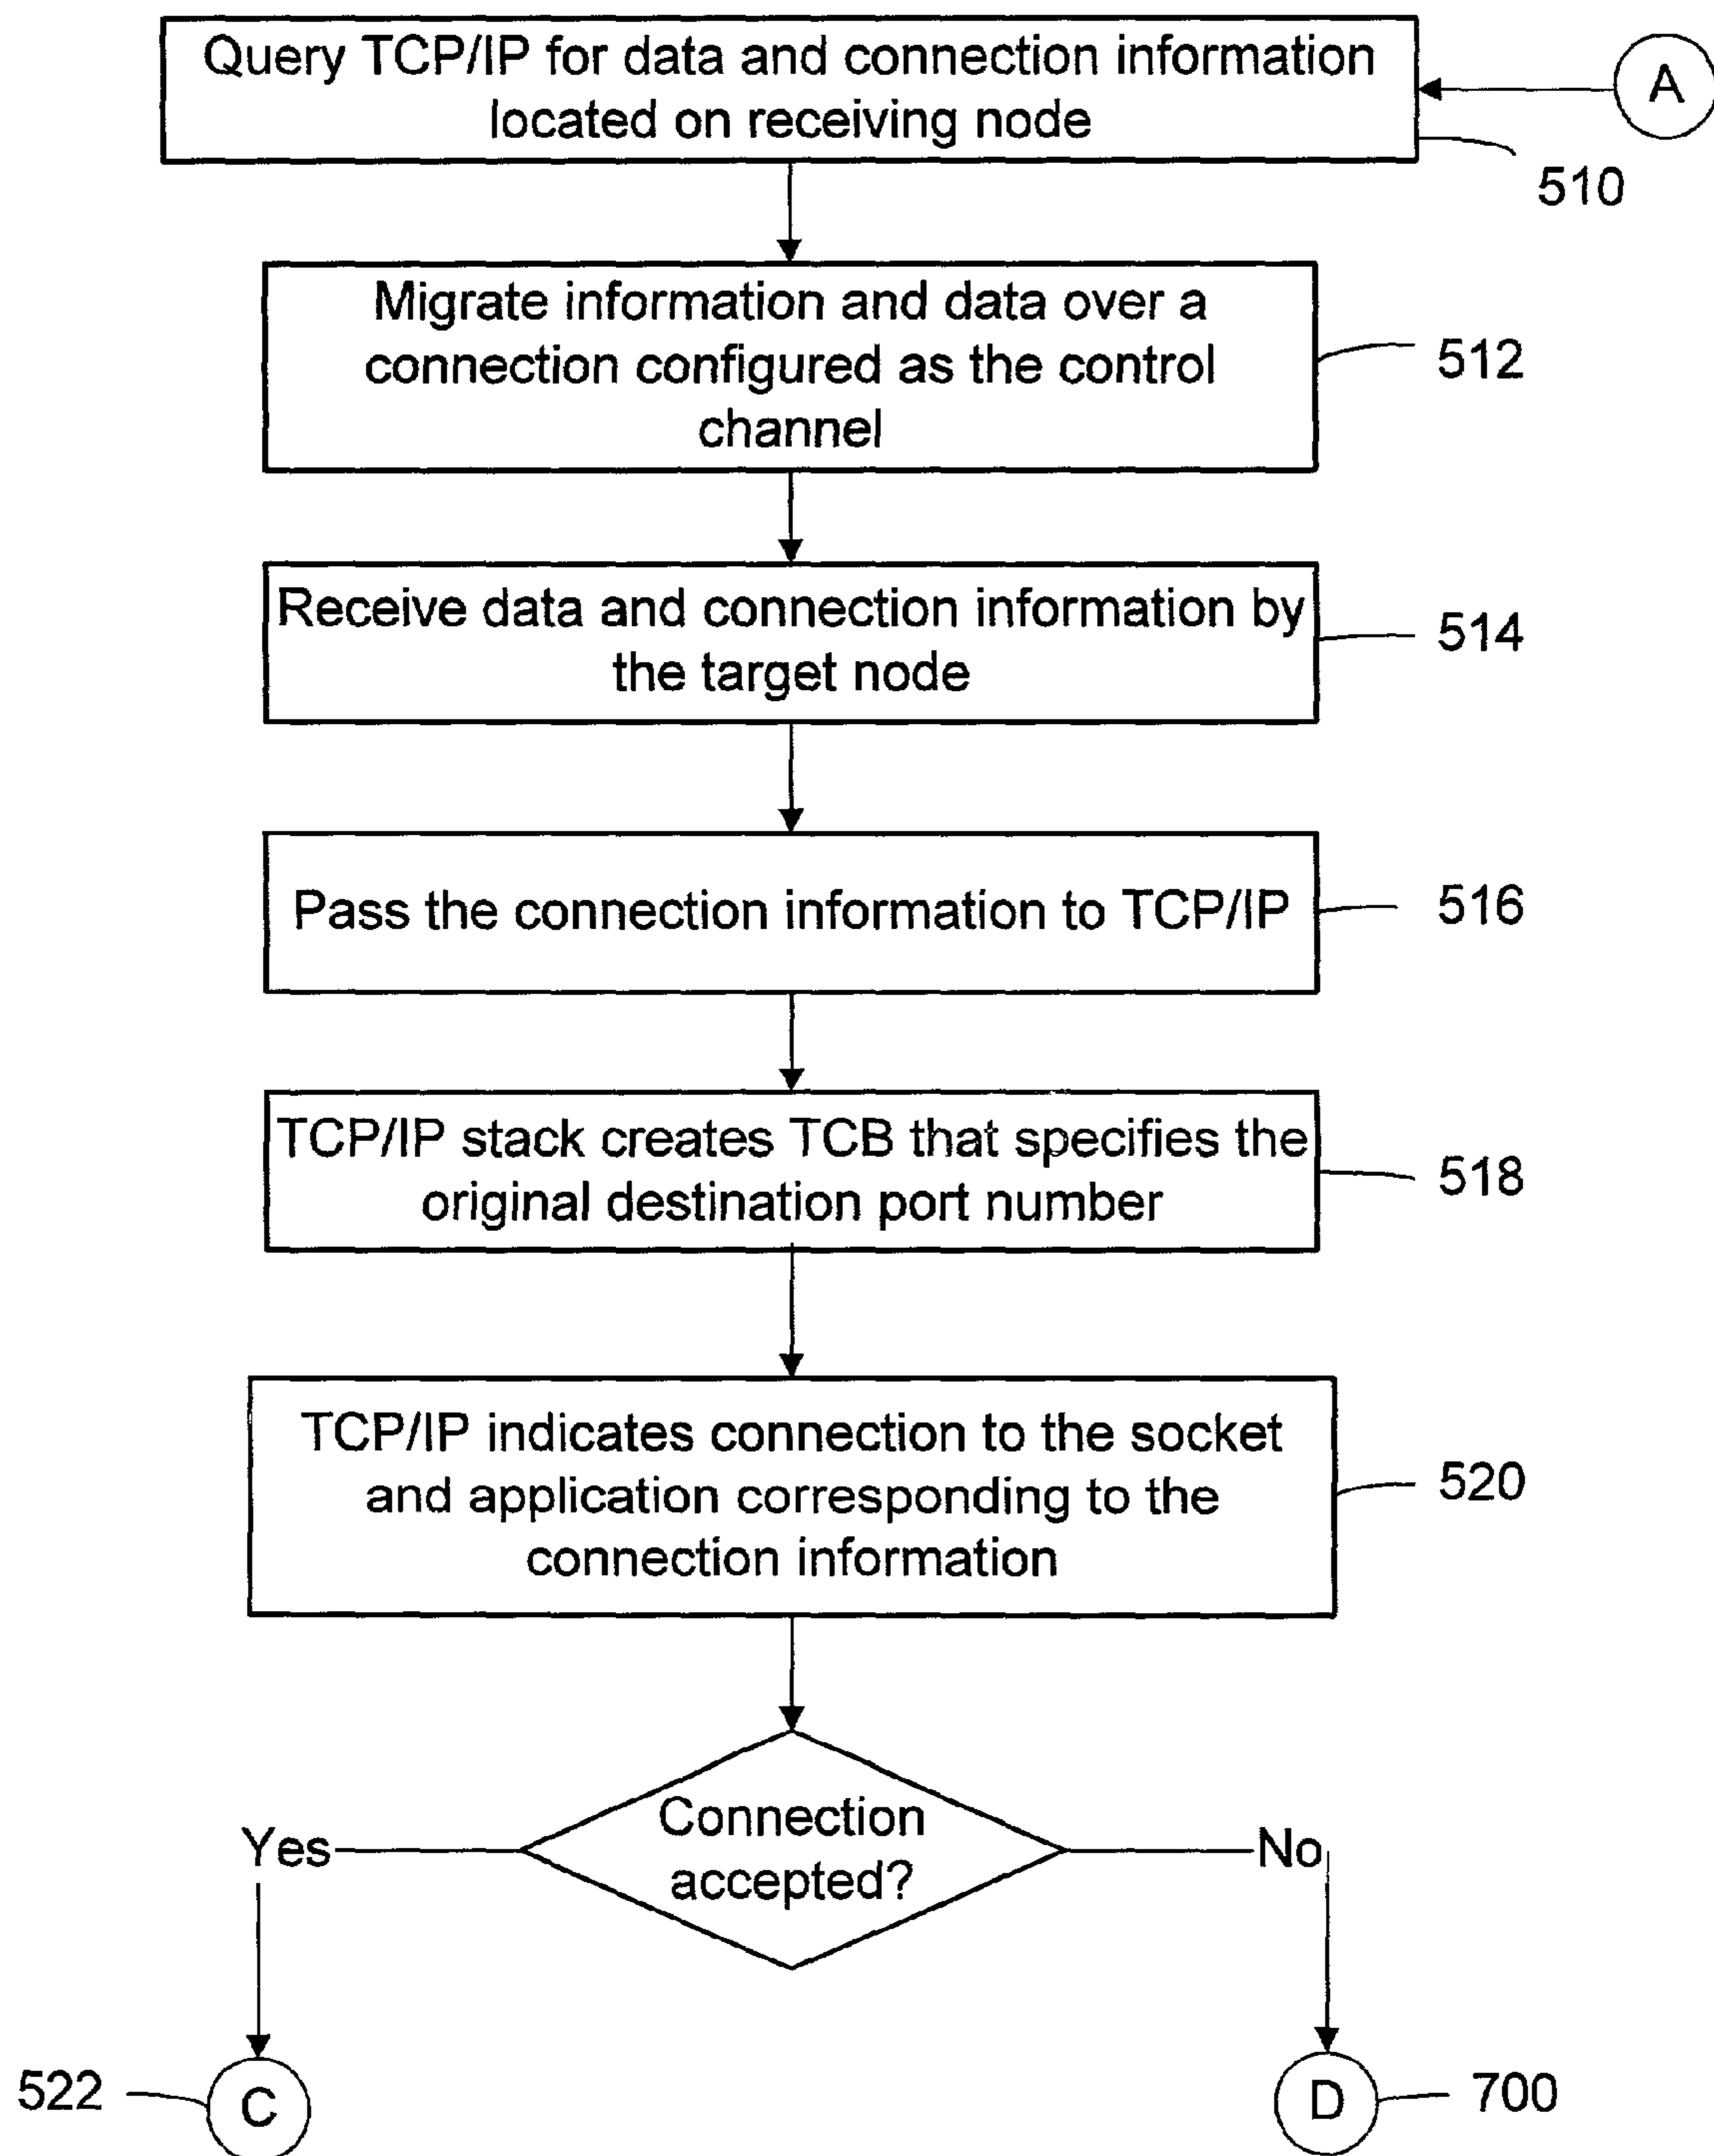 Query TCP/IP for data and connection information
located on receiving node
A
510
Migrate information and data over a
connection configured as the control
channel
512
Receive data and connection information by
the target node
514
Pass the connection information to TCP/IP
516
TCP/IP stack creates TCB that specifies the
original destination port number
518
TCP/IP indicates connection to the socket
and application corresponding to the
connection information
520
Connection
accepted?
Yes
No
522
C
D
700